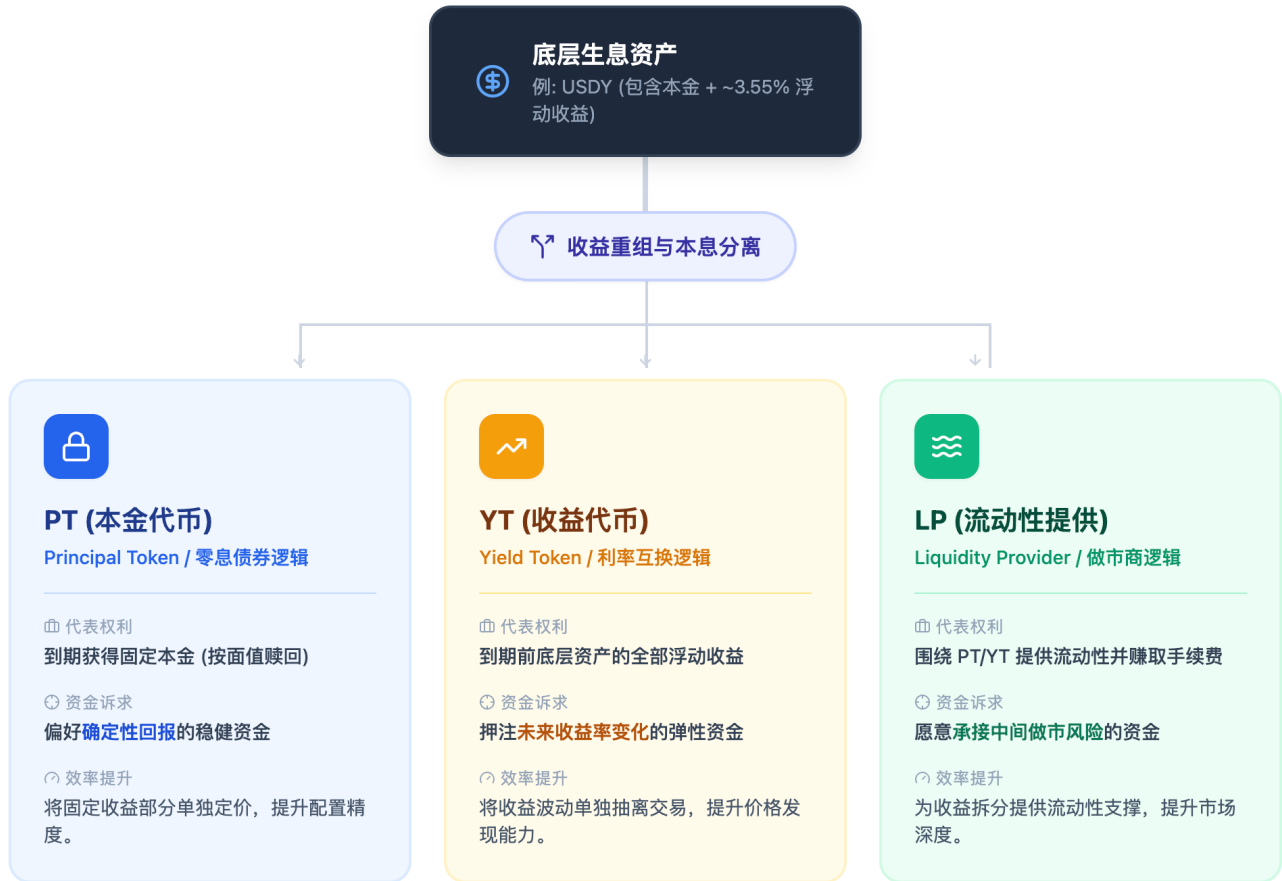 底层生息资产
例: USDY (包含本金 + ~3.55% 浮
动收益)
收益重组与本息分离
PT (本金代币)
Principal Token / 零息债券逻辑
代表权利
到期获得固定本金 (按面值赎回)
资金诉求
偏好确定性回报的稳健资金
效率提升
将固定收益部分单独定价，提升配置精
度。
YT (收益代币)
Yield Token / 利率互换逻辑
代表权利
到期前底层资产的全部浮动收益
资金诉求
押注未来收益率变化的弹性资金
效率提升
将收益波动单独抽离交易，提升价格发
现能力。
LP (流动性提供)
Liquidity Provider / 做市商逻辑
代表权利
围绕 PT/YT 提供流动性并赚取手续费
资金诉求
愿意承接中间做市风险的资金
效率提升
为收益拆分提供流动性支撑，提升市场
深度。